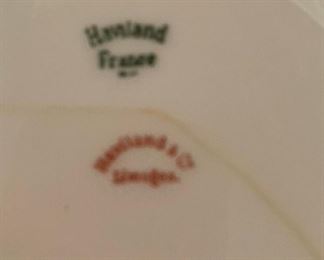 Haviland
France
Haviland & Co
Limoges